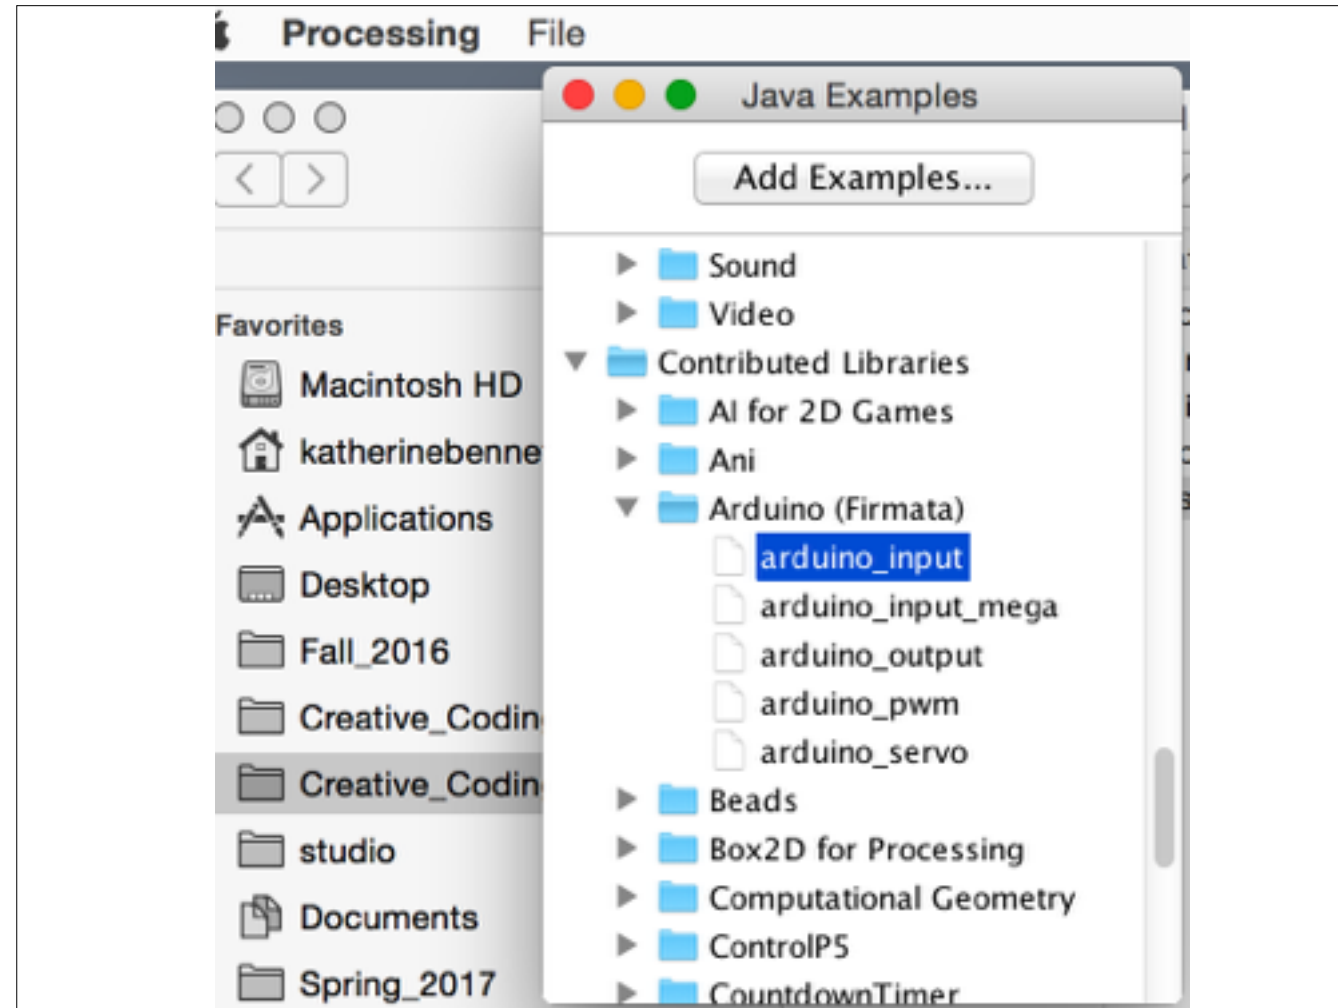 Processing File
Java Examples
Add Examples...
Sound
Video
Contributed Libraries
AI for 2D Games
Ani
Arduino (Firmata)
arduino_input
arduino_input_mega
arduino_output
arduino_pwm
arduino_servo
Beads
Box2D for Processing
Computational Geometry
ControlP5
CountdownTimer
Favorites
Macintosh HD
katherinebenne
Applications
Desktop
Fall_2016
Creative_Codin
Creative_Codin
studio
Documents
Spring_2017